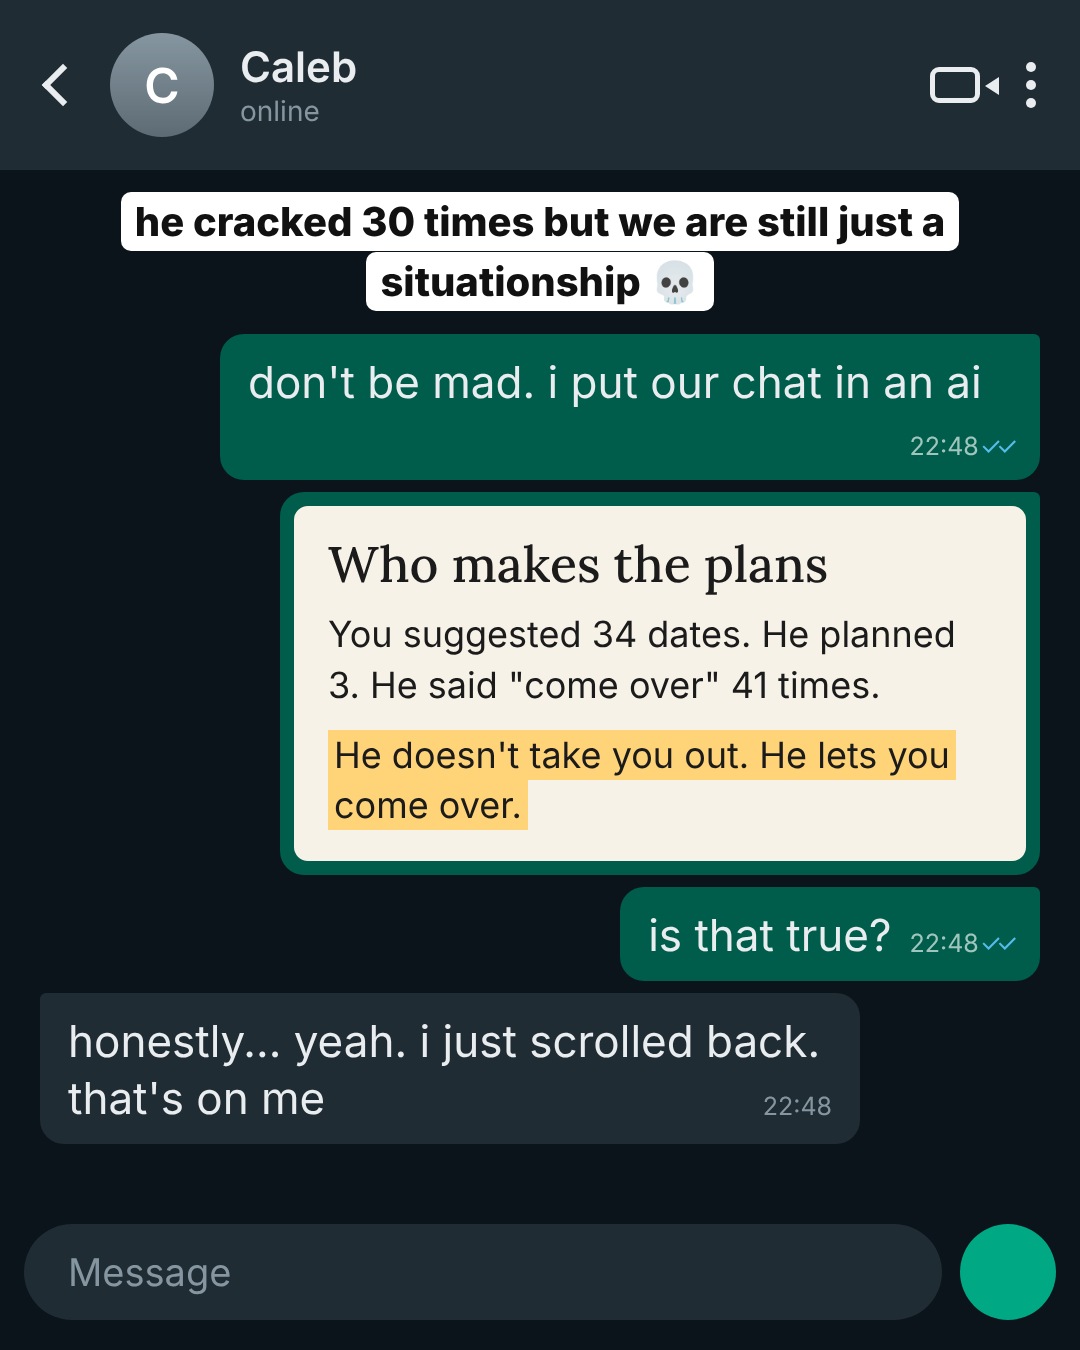 C
Caleb
online
he cracked 30 times but we are still just a
situationship 💀
don't be mad. i put our chat in an ai
22:48
Who makes the plans
You suggested 34 dates. He planned
3. He said "come over" 41 times.
He doesn't take you out. He lets you
come over.
is that true? 22:48
honestly... yeah. i just scrolled back.
that's on me 22:48
Message